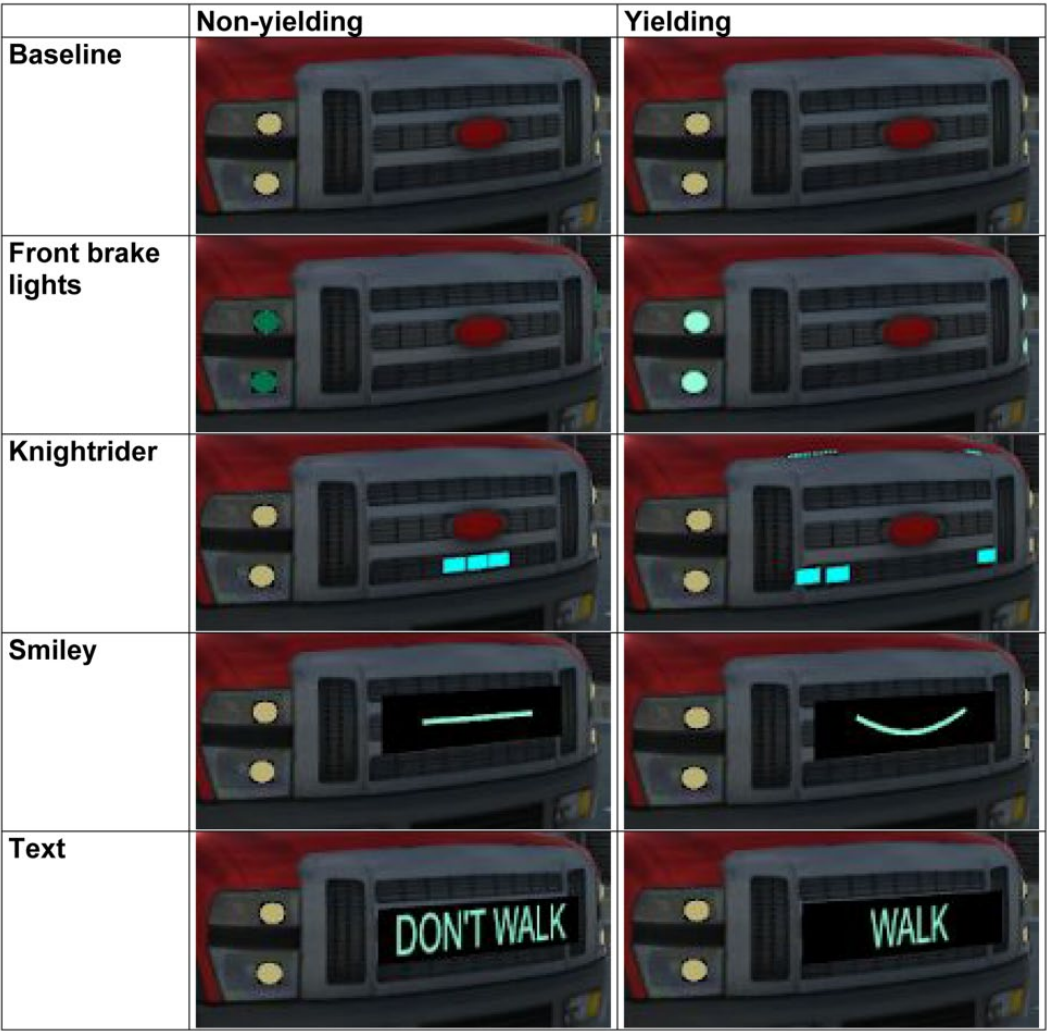 Non-yielding Yielding
Baseline
Front brake
lights
Knightrider
Smiley
Text
DON'T WALK WALK